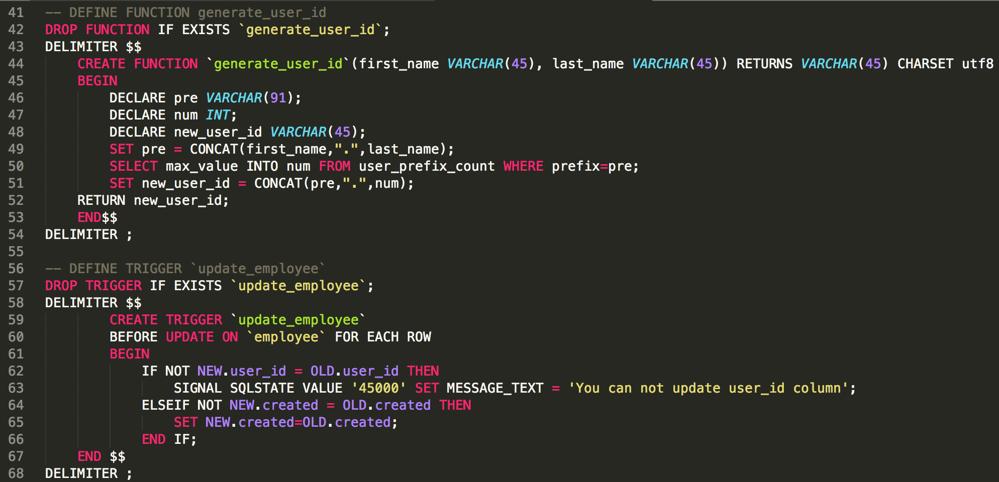 41 -- DEFINE FUNCTION generate_user_id
42 DROP FUNCTION IF EXISTS `generate_user_id`;
43 DELIMITER $$
44     CREATE FUNCTION `generate_user_id`(first_name VARCHAR(45), last_name VARCHAR(45)) RETURNS VARCHAR(45) CHARSET utf8
45     BEGIN
46         DECLARE pre VARCHAR(91);
47         DECLARE num INT;
48         DECLARE new_user_id VARCHAR(45);
49         SET pre = CONCAT(first_name,".",last_name);
50         SELECT max_value INTO num FROM user_prefix_count WHERE prefix=pre;
51         SET new_user_id = CONCAT(pre,".",num);
52     RETURN new_user_id;
53     END$$
54 DELIMITER ;
55
56 -- DEFINE TRIGGER `update_employee`
57 DROP TRIGGER IF EXISTS `update_employee`;
58 DELIMITER $$
59         CREATE TRIGGER `update_employee`
60         BEFORE UPDATE ON `employee` FOR EACH ROW
61         BEGIN
62             IF NOT NEW.user_id = OLD.user_id THEN
63                 SIGNAL SQLSTATE VALUE '45000' SET MESSAGE_TEXT = 'You can not update user_id column';
64             ELSEIF NOT NEW.created = OLD.created THEN
65                 SET NEW.created=OLD.created;
66             END IF;
67     END $$
68 DELIMITER ;